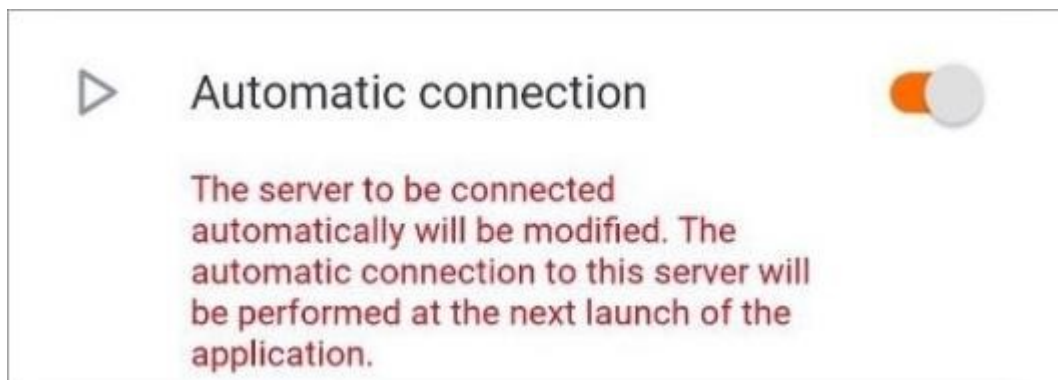 Automatic connection
The server to be connected
automatically will be modified. The
automatic connection to this server will
be performed at the next launch of the
application.